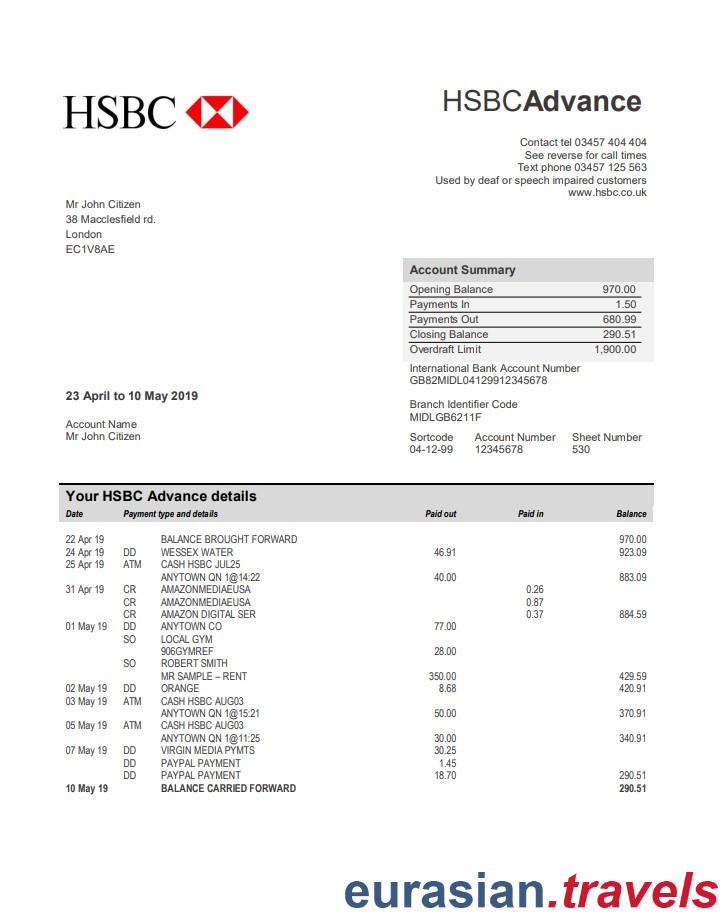 HSBC
HSBCAdvance
Contact tel 03457 404 404
See reverse for call times
Text phone 03457 125 563
Used by deaf or speech impaired customers
www.hsbc.co.uk
Mr John Citizen
38 Macclesfield rd.
London
EC1V8AE
Account Summary
Opening Balance 970.00
Payments In 1.50
Payments Out 680.99
Closing Balance 290.51
Overdraft Limit 1,900.00
International Bank Account Number
GB82MIDL04129912345678
23 April to 10 May 2019
Branch Identifier Code
MIDLGB6211F
Account Name
Mr John Citizen
Sortcode Account Number Sheet Number
04-12-99 12345678 530
Your HSBC Advance details
Date Payment type and details Paid out Paid in Balance
22 Apr 19 BALANCE BROUGHT FORWARD 970.00
24 Apr 19 DD WESSEX WATER 46.91 923.09
25 Apr 19 ATM CASH HSBC JUL25
ANYTOWN QN 1@14:22 40.00 883.09
31 Apr 19 CR AMAZONMEDIAEUSA 0.26
CR AMAZONMEDIAEUSA 0.87
CR AMAZON DIGITAL SER 0.37 884.59
01 May 19 DD ANYTOWN CO 77.00
SO LOCAL GYM
906GYMREF 28.00
SO ROBERT SMITH
MR SAMPLE – RENT 350.00 429.59
02 May 19 DD ORANGE 8.68 420.91
03 May 19 ATM CASH HSBC AUG03
ANYTOWN QN 1@15:21 50.00 370.91
05 May 19 ATM CASH HSBC AUG03
ANYTOWN QN 1@11:25 30.00 340.91
07 May 19 DD VIRGIN MEDIA PYMTS 30.25
DD PAYPAL PAYMENT 1.45
DD PAYPAL PAYMENT 18.70 290.51
10 May 19 BALANCE CARRIED FORWARD 290.51
eurasian.travels